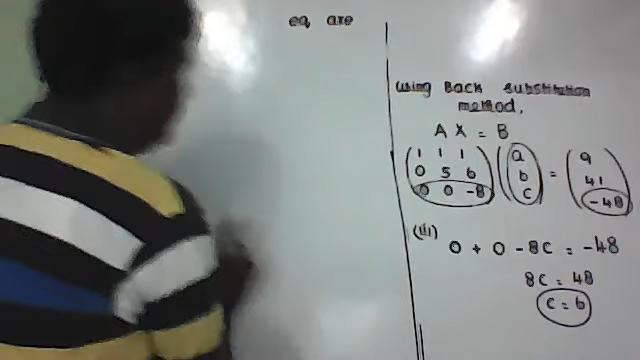 eq, are
using Back substitution
method,
A X = B
1 1 1
0 5 6
0 0 -8
a
b
c
=
9
41
-48
(iii) 0 + 0 - 8c = -48
8c = 48
c = 6